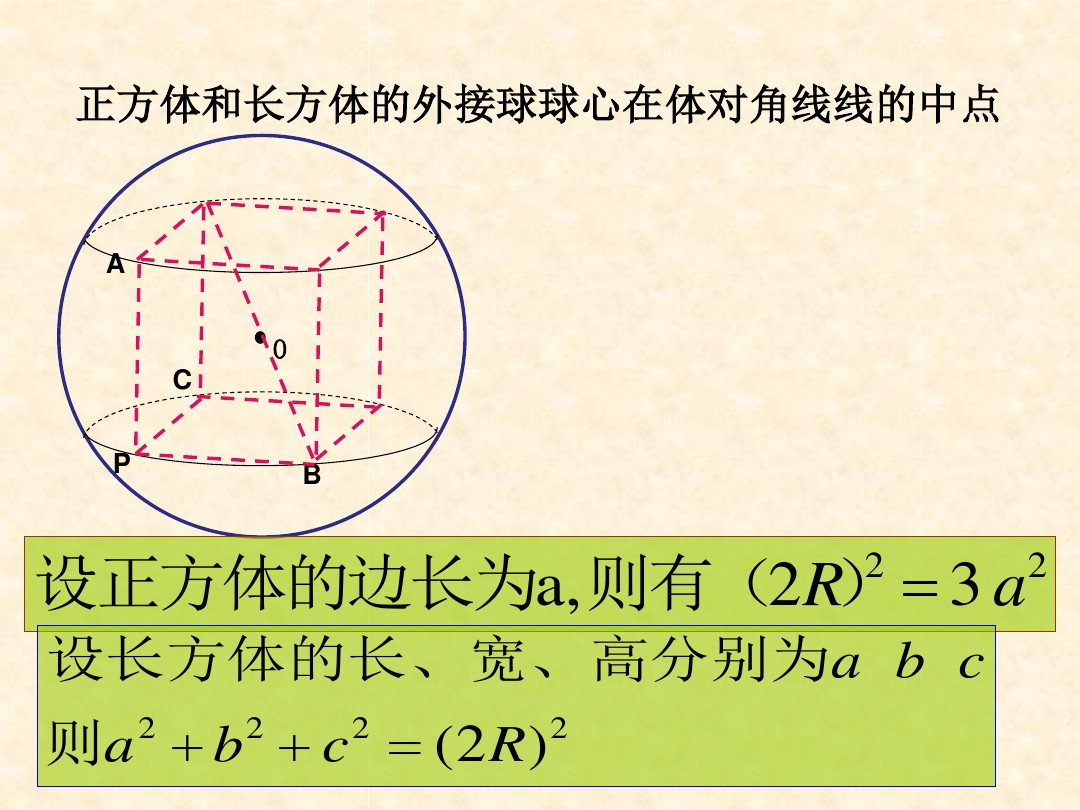 正方体和长方体的外接球球心在体对角线线的中点
A
0
C
P
B
设正方体的边长为a,则有（2R）² = 3 a²
设长方体的长、宽、高分别为a b c
则a² + b² + c² = (2R)²